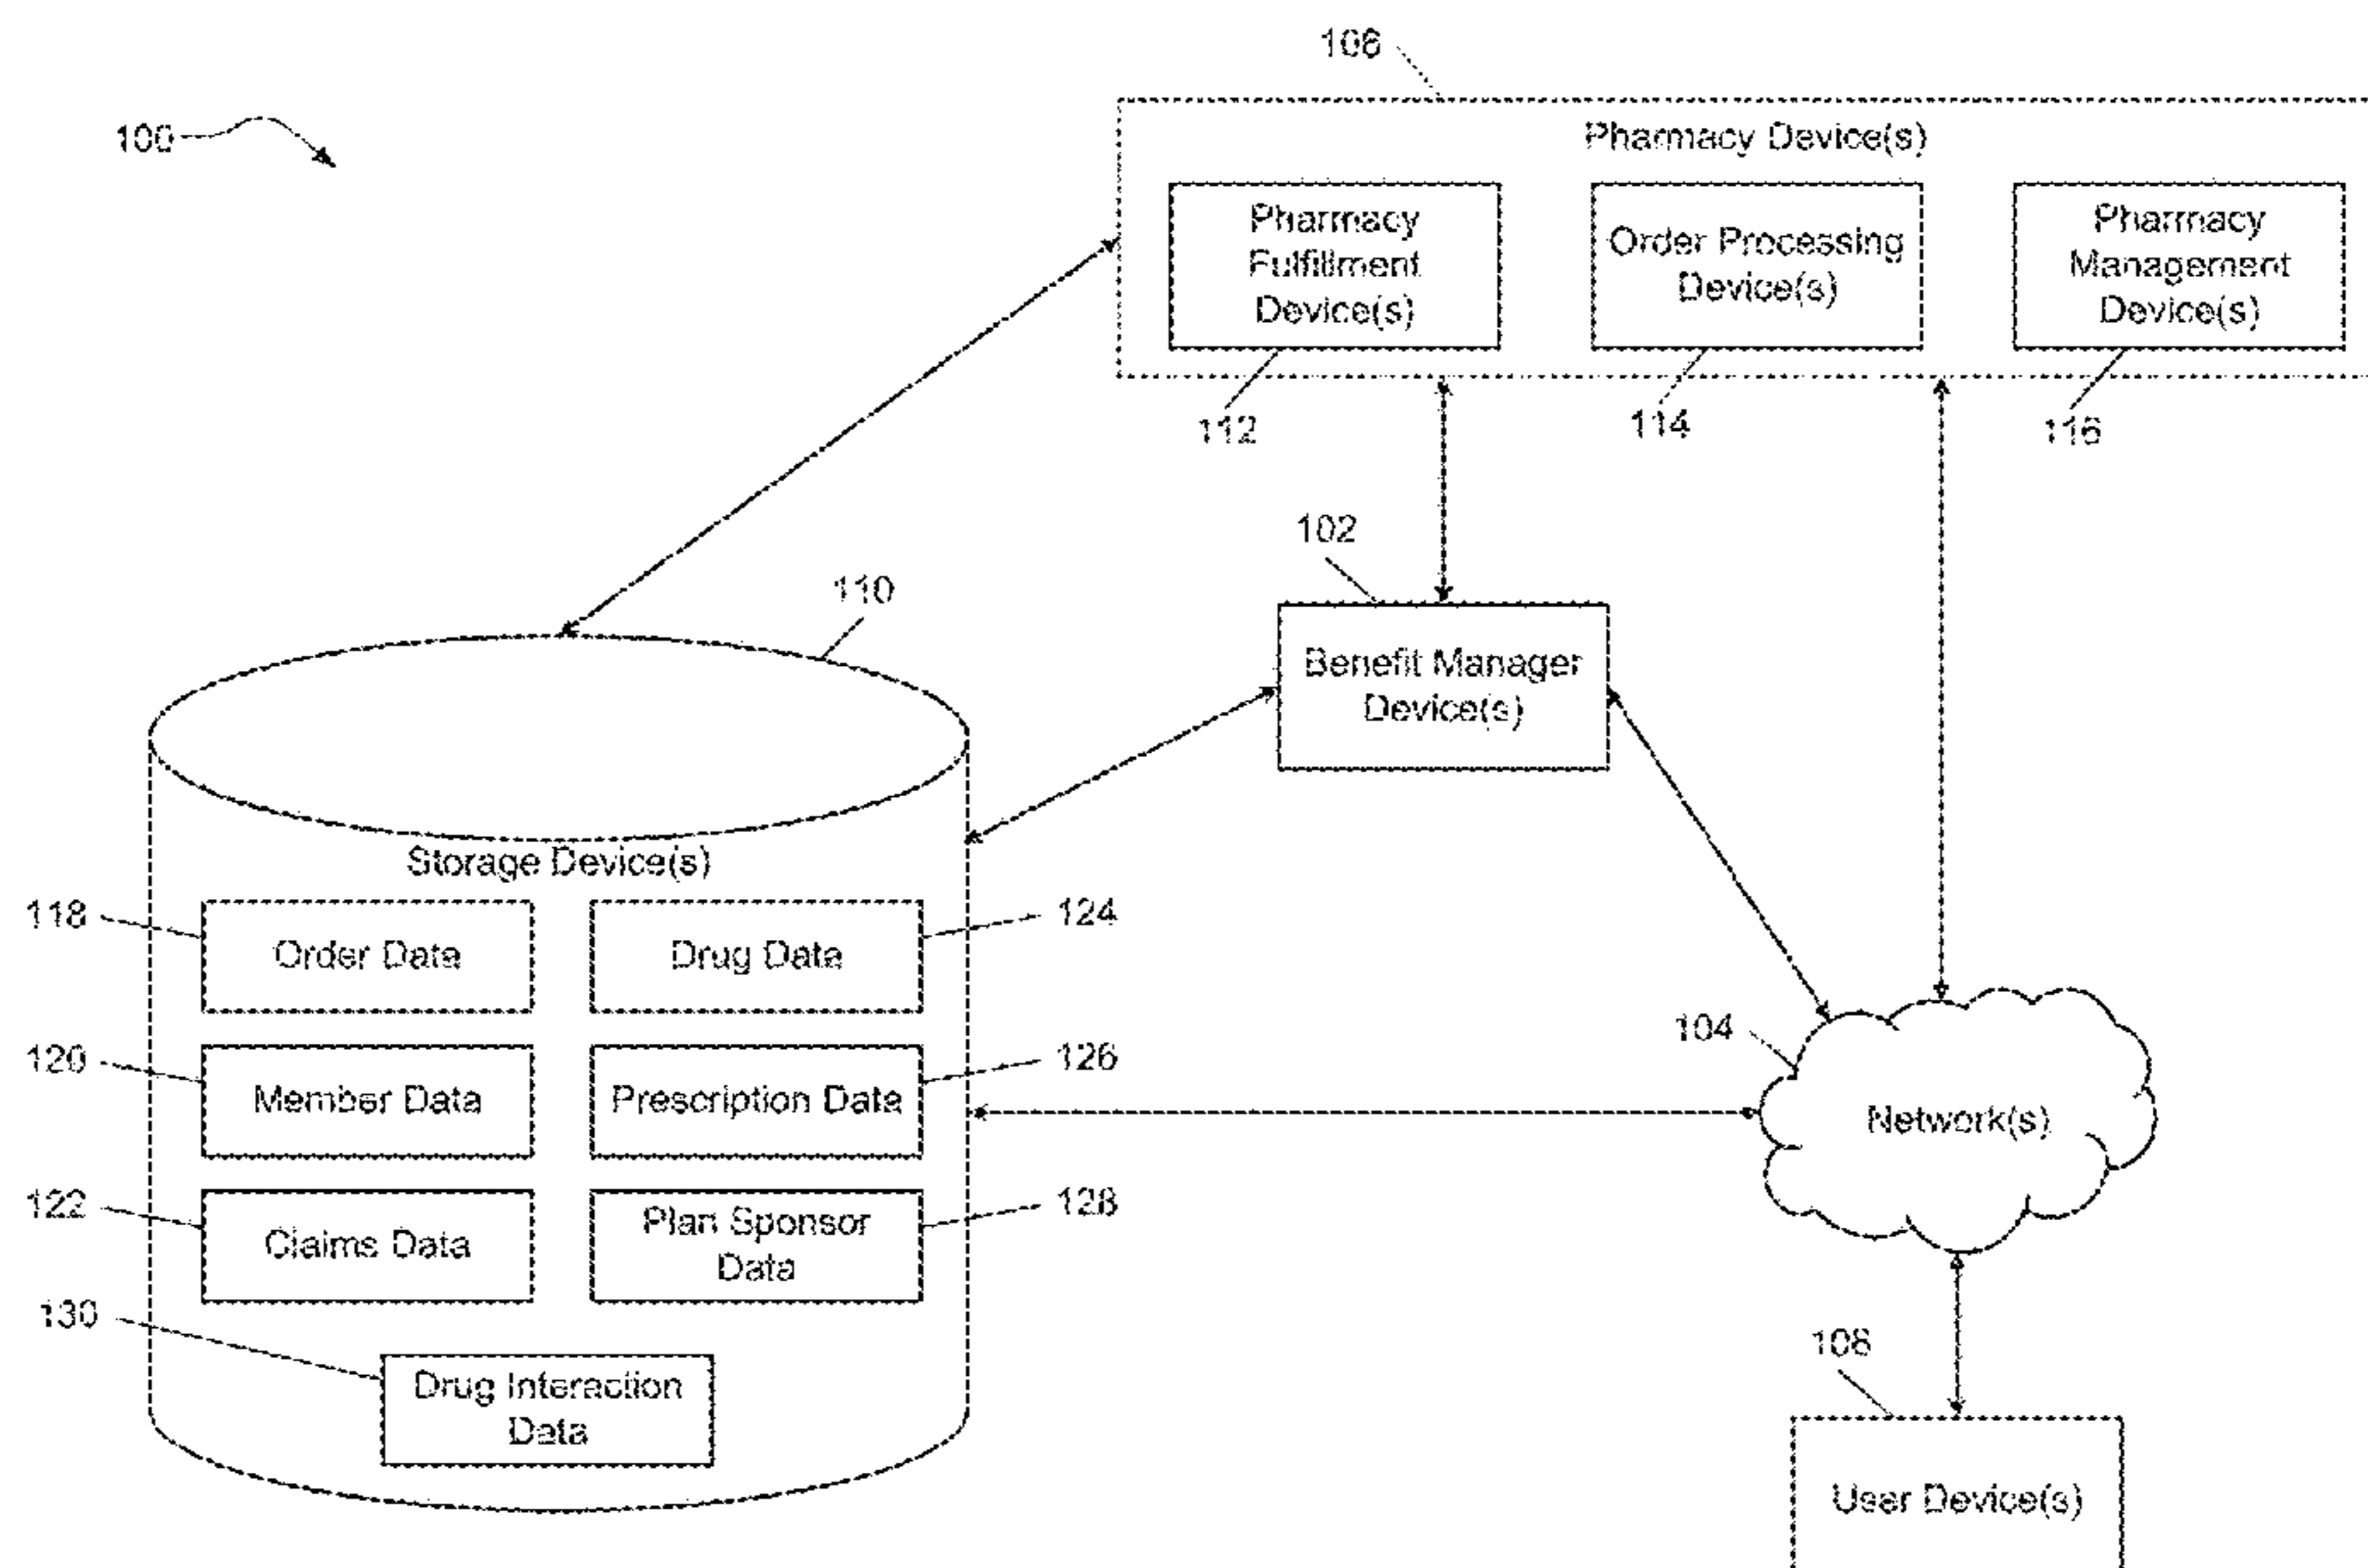 106
100
Pharmacy Device(s)
Pharmacy
Fulfillment
Device(s)
Order Processing
Device(s)
Pharmacy
Management
Device(s)
112
114
116
102
110
Benefit Manager
Device(s)
Storage Device(s)
118
Order Data
Drug Data
124
104
120
Member Data
Prescription Data
126
Network(s)
122
Claims Data
Plan Sponsor
Data
128
130
Drug Interaction
Data
108
User Device(s)